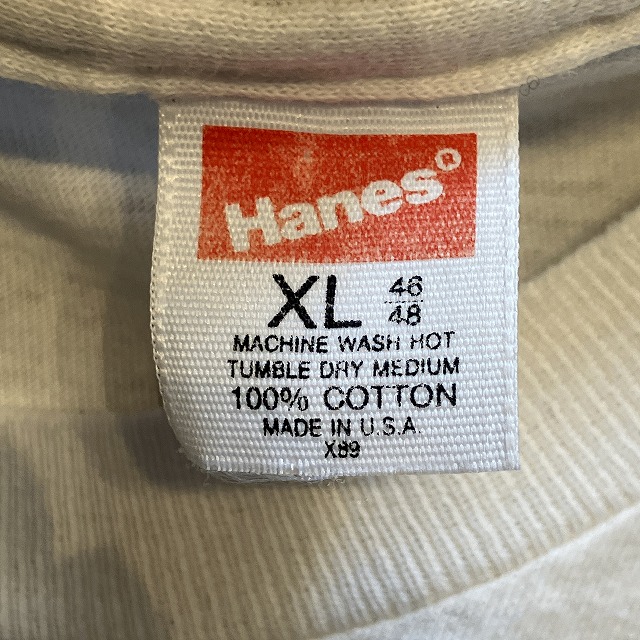 Hanes®
XL 46/48
MACHINE WASH HOT
TUMBLE DRY MEDIUM
100% COTTON
MADE IN U.S.A.
X89